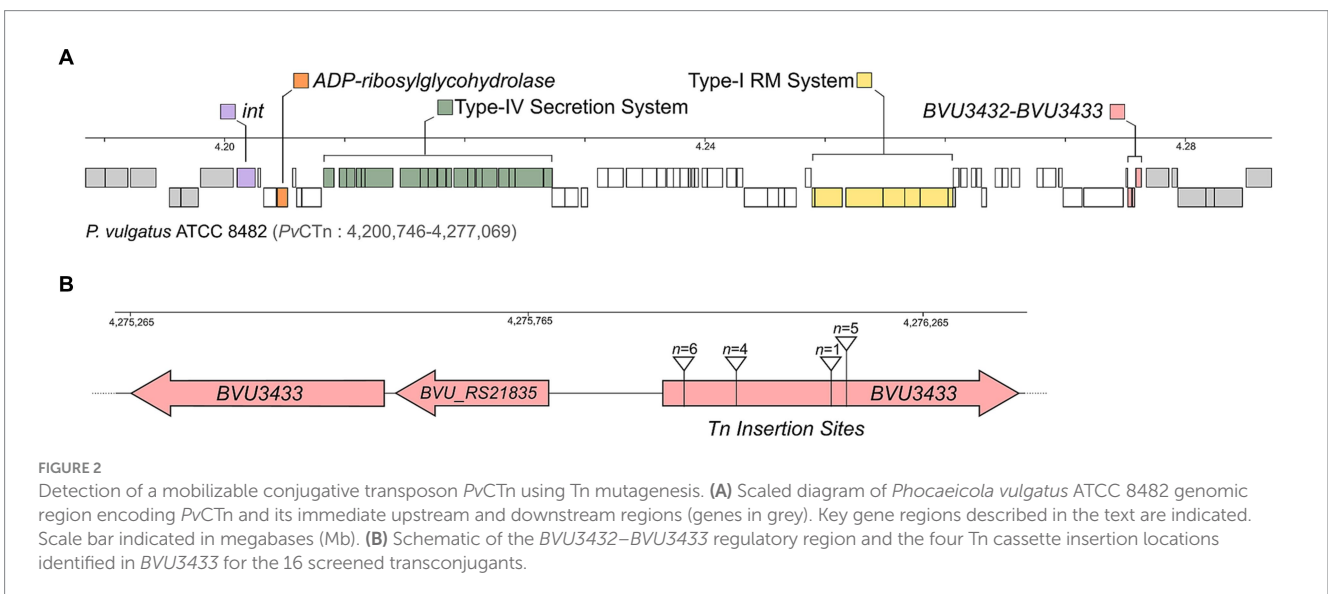 A
ADP-ribosylglycohydrolase
Type-I RM System
int
Type-IV Secretion System
BVU3432-BVU3433
4.20
4.24
4.28
P. vulgatus ATCC 8482 (PvCTn : 4,200,746-4,277,069)
B
4,275,265
4,275,765
4,276,265
n=5
n=6
n=4
n=1
BVU3433
BVU_RS21835
BVU3433
Tn Insertion Sites
FIGURE 2
Detection of a mobilizable conjugative transposon PvCTn using Tn mutagenesis. (A) Scaled diagram of Phocaeicola vulgatus ATCC 8482 genomic
region encoding PvCTn and its immediate upstream and downstream regions (genes in grey). Key gene regions described in the text are indicated.
Scale bar indicated in megabases (Mb). (B) Schematic of the BVU3432–BVU3433 regulatory region and the four Tn cassette insertion locations
identified in BVU3433 for the 16 screened transconjugants.